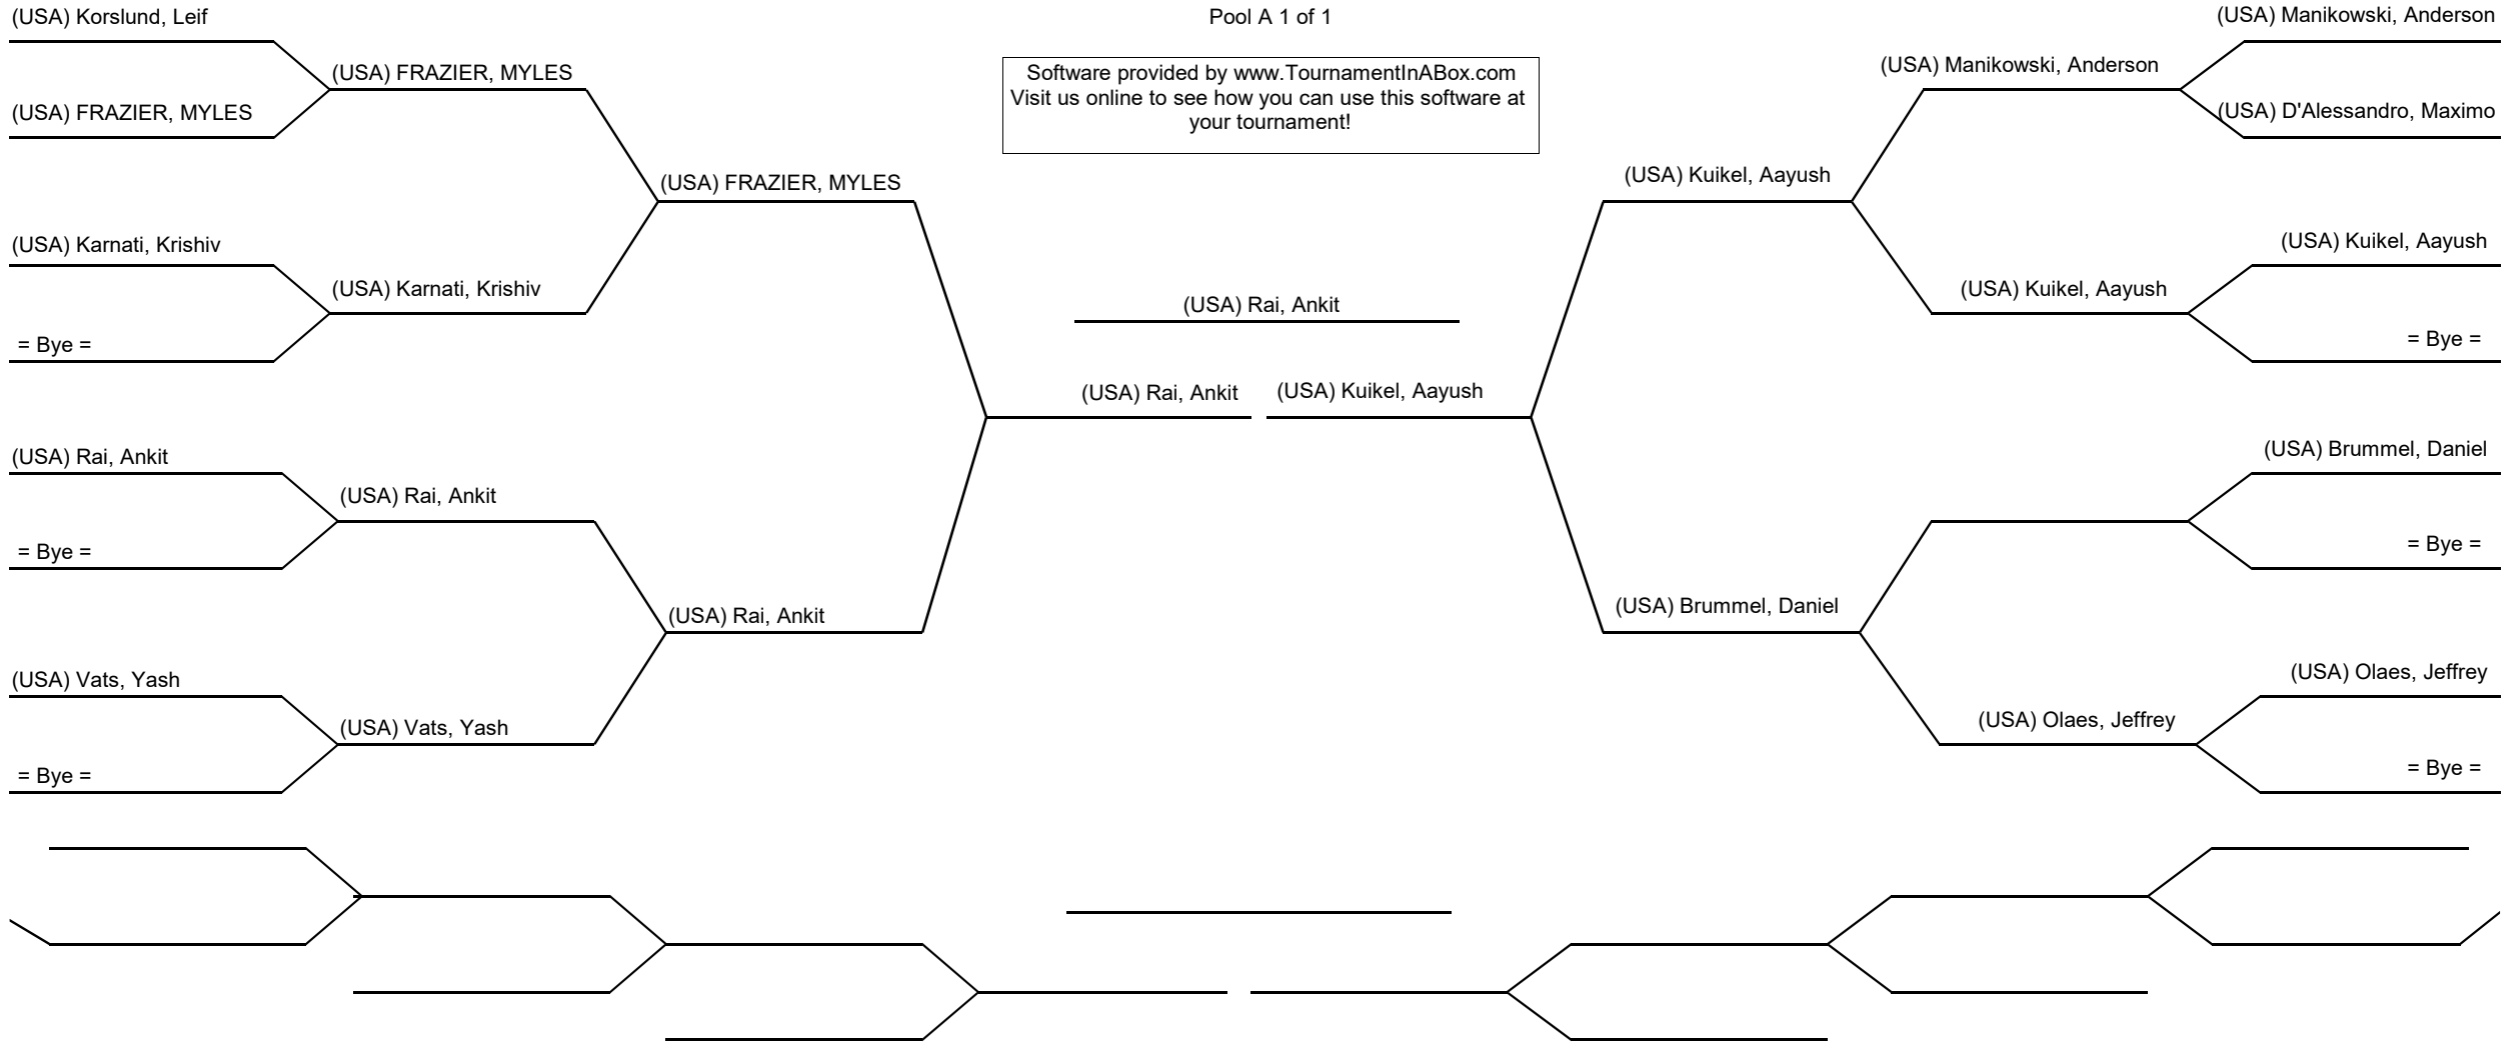 Pool A 1 of 1
Software provided by www.TournamentInABox.com
Visit us online to see how you can use this software at
your tournament!
(USA) Korslund, Leif
(USA) FRAZIER, MYLES
(USA) FRAZIER, MYLES
(USA) FRAZIER, MYLES
(USA) Karnati, Krishiv
(USA) Karnati, Krishiv
= Bye =
(USA) Rai, Ankit
(USA) Rai, Ankit
= Bye =
(USA) Rai, Ankit
(USA) Vats, Yash
(USA) Vats, Yash
= Bye =
(USA) Rai, Ankit
(USA) Rai, Ankit
(USA) Kuikel, Aayush
(USA) Manikowski, Anderson
(USA) Manikowski, Anderson
(USA) D'Alessandro, Maximo
(USA) Kuikel, Aayush
(USA) Kuikel, Aayush
(USA) Kuikel, Aayush
= Bye =
(USA) Brummel, Daniel
= Bye =
(USA) Brummel, Daniel
(USA) Olaes, Jeffrey
(USA) Olaes, Jeffrey
= Bye =